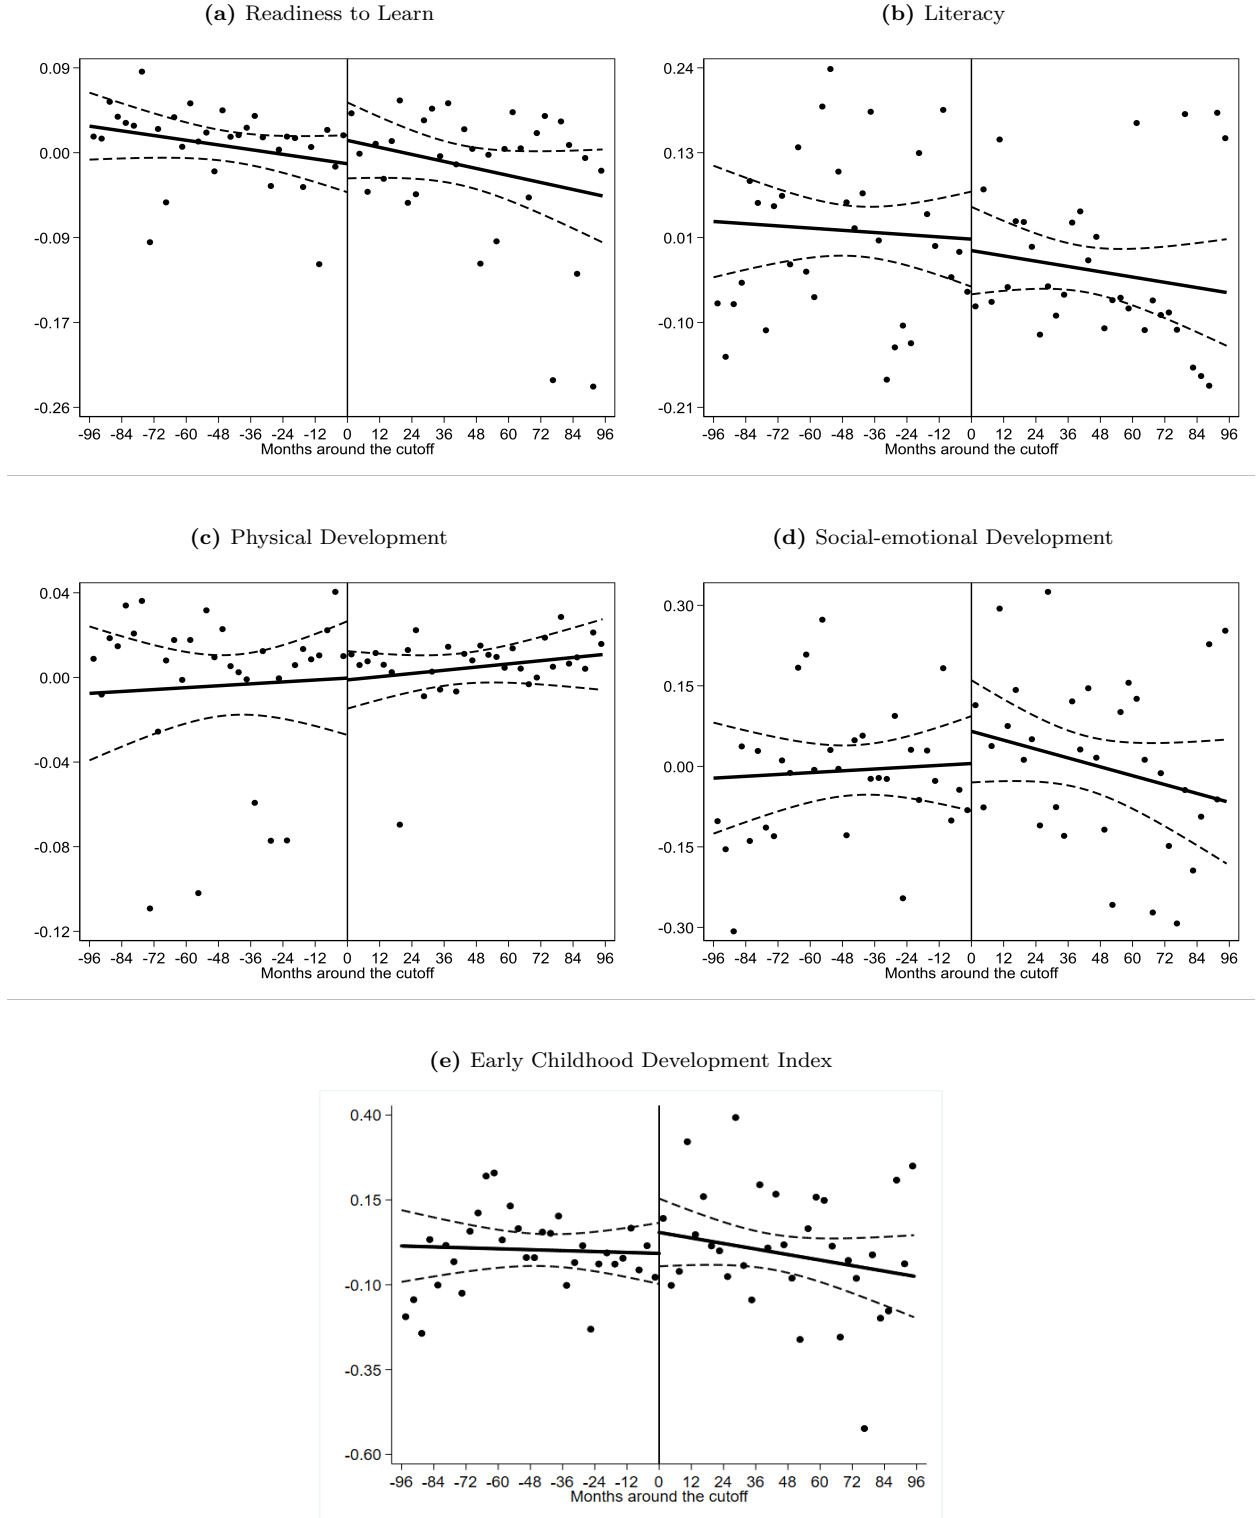 (a) Readiness to Learn
0.09
0.00
-0.09
-0.17
-0.26
-96 -84 -72 -60 -48 -36 -24 -12 0 12 24 36 48 60 72 84 96
Months around the cutoff
(b) Literacy
0.24
0.13
0.01
-0.10
-0.21
-96 -84 -72 -60 -48 -36 -24 -12 0 12 24 36 48 60 72 84 96
Months around the cutoff
(c) Physical Development
0.04
0.00
-0.04
-0.08
-0.12
-96 -84 -72 -60 -48 -36 -24 -12 0 12 24 36 48 60 72 84 96
Months around the cutoff
(d) Social-emotional Development
0.30
0.15
0.00
-0.15
-0.30
-96 -84 -72 -60 -48 -36 -24 -12 0 12 24 36 48 60 72 84 96
Months around the cutoff
(e) Early Childhood Development Index
0.40
0.15
-0.10
-0.35
-0.60
-96 -84 -72 -60 -48 -36 -24 -12 0 12 24 36 48 60 72 84 96
Months around the cutoff